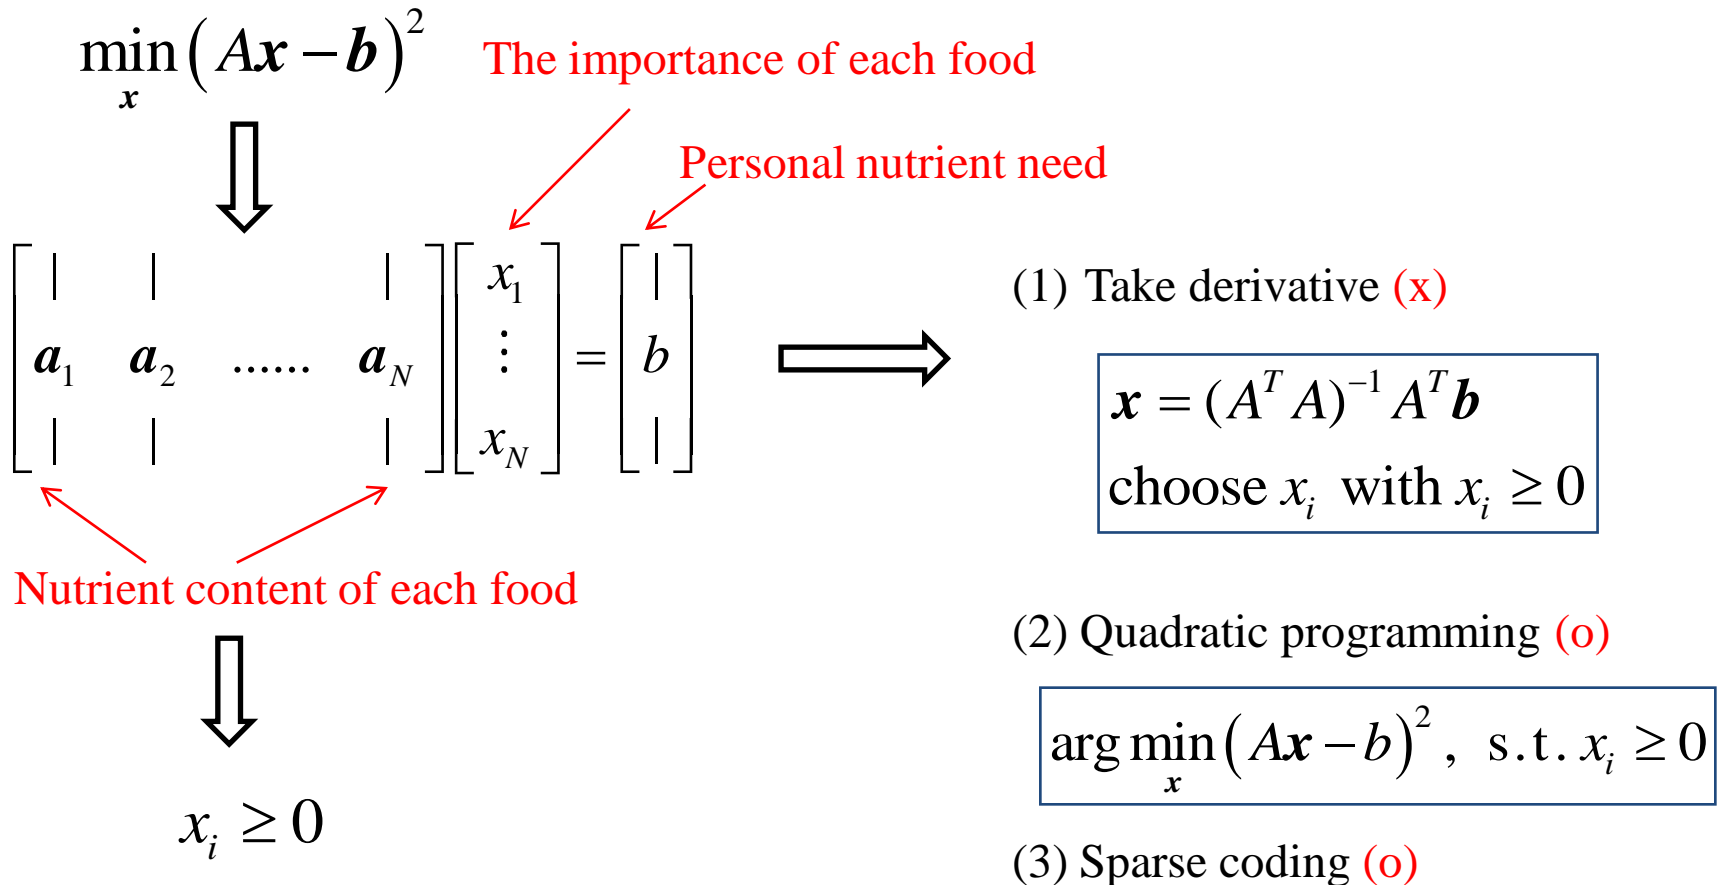 min_x (Ax − b)²
The importance of each food
Personal nutrient need
[ | | | ] [ x₁ ] [ | ]
[ a₁ a₂ ...... a_N ] [ ⋮ ] = [ b ]
[ | | | ] [ x_N ] [ | ]
Nutrient content of each food
xᵢ ≥ 0
(1) Take derivative (x)
x = (AᵀA)⁻¹Aᵀb
choose xᵢ with xᵢ ≥ 0
(2) Quadratic programming (o)
arg min_x (Ax − b)², s.t. xᵢ ≥ 0
(3) Sparse coding (o)